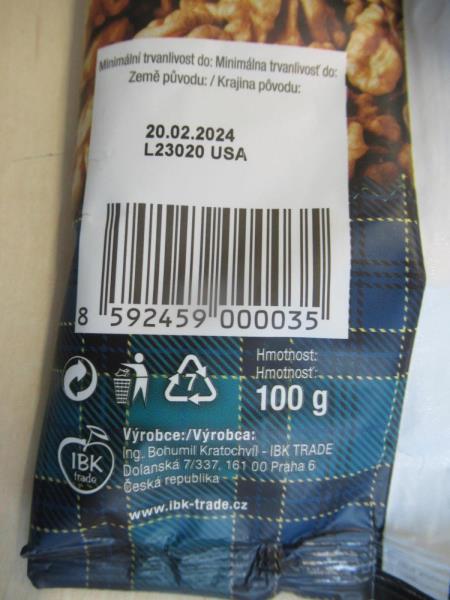 Minimální trvanlivost do: Minimálna trvanlivosť do:
Země původu: / Krajina pôvodu:
20.02.2024
L23020 USA
8 592459 000035
7
Hmotnost:
Hmotnosť:
100 g
IBK
trade
Výrobce:/Výrobca:
Ing. Bohumil Kratochvíl - IBK TRADE
Dolanská 7/337, 161 00 Praha 6
Česká republika
www.ibk-trade.cz